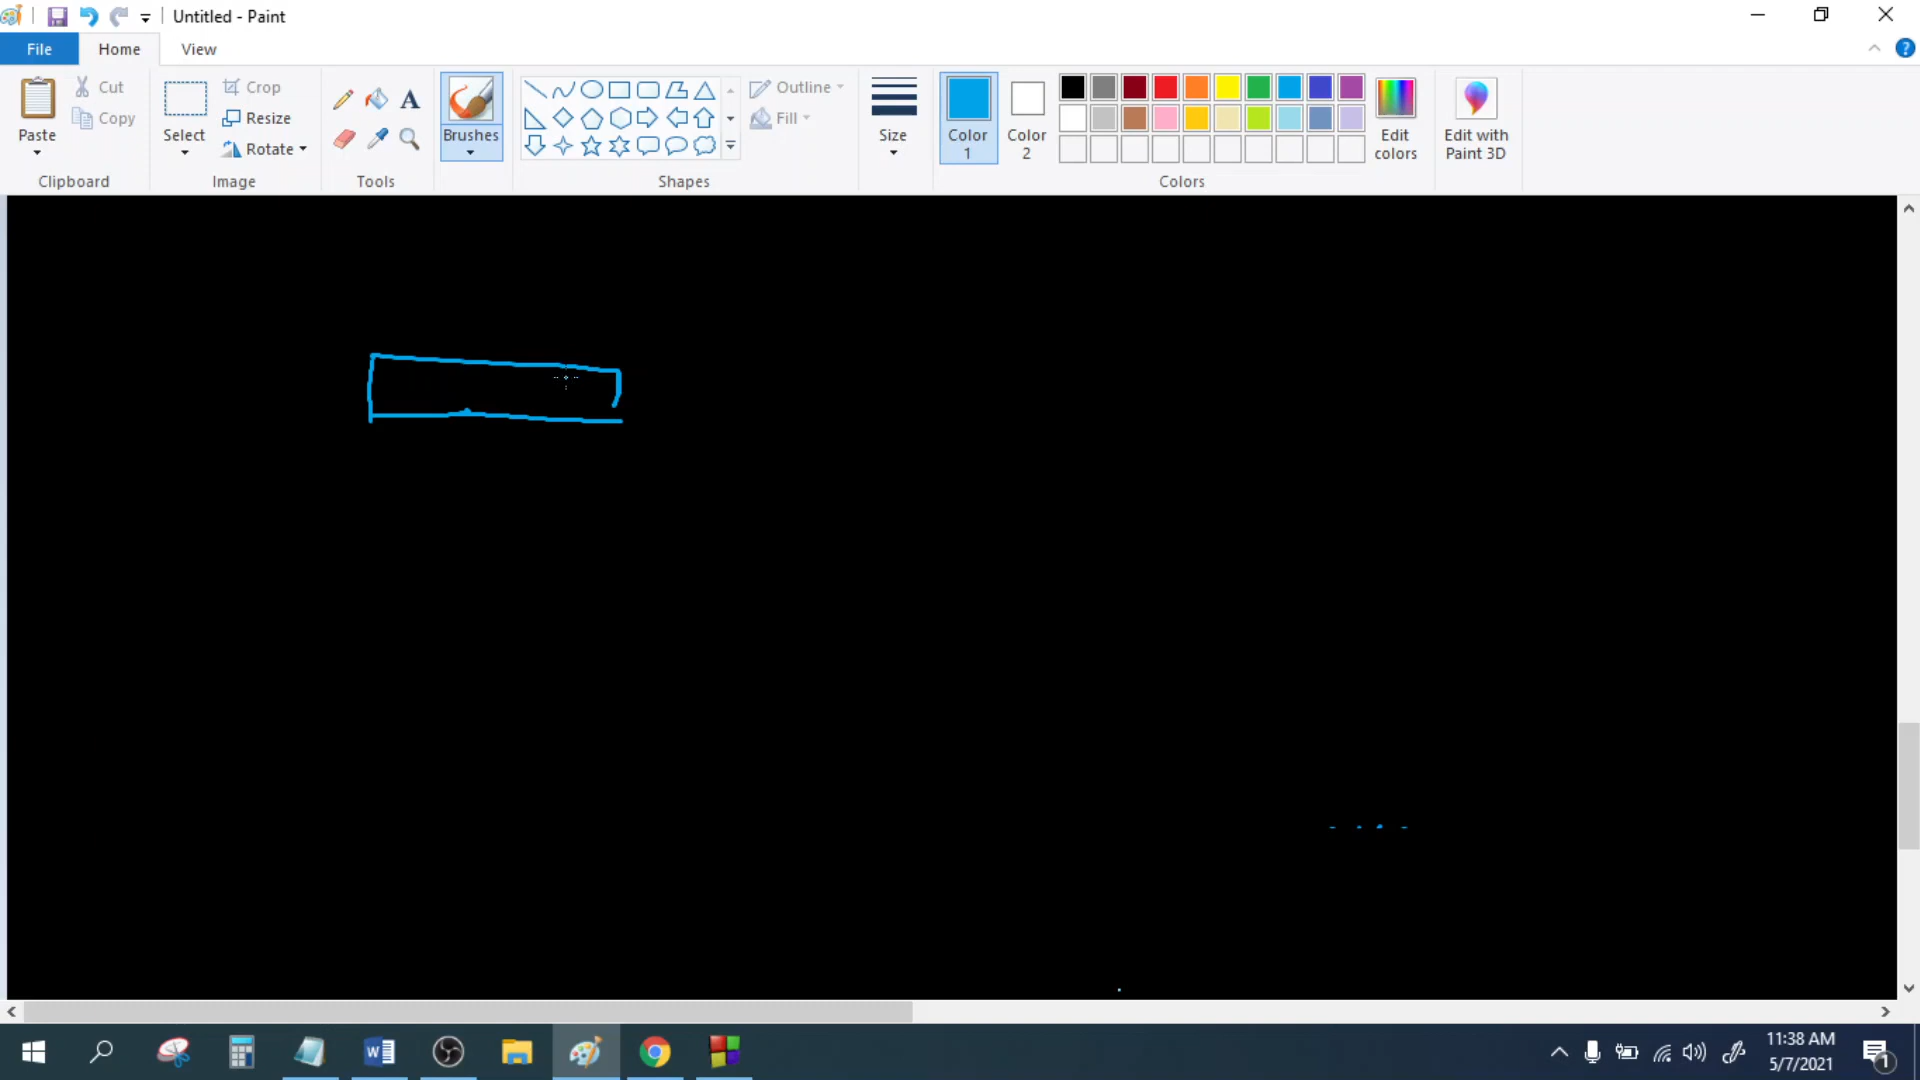 Untitled - Paint
File Home View
Paste
Cut
Copy
Clipboard
Select
Crop
Resize
Rotate
Image
A
Tools
Brushes
Shapes
Outline
Fill
Size
Color 1
Color 2
Edit colors
Edit with Paint 3D
Colors
W
11:38 AM
5/7/2021
1